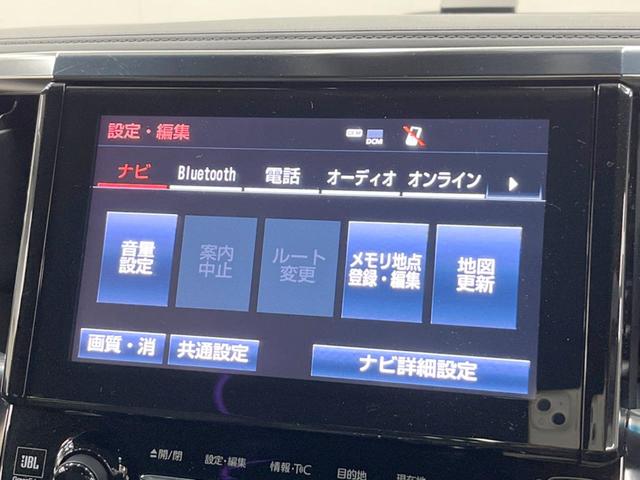 設定・編集
DCM
ナビ Bluetooth 電話 オーディオ オンライン
音量設定 案内中止 ルート変更 メモリ地点登録・編集 地図更新
画質・消 共通設定 ナビ詳細設定
JBL ⏏開/閉 設定・編集 情報・T©C 目的地 現在地